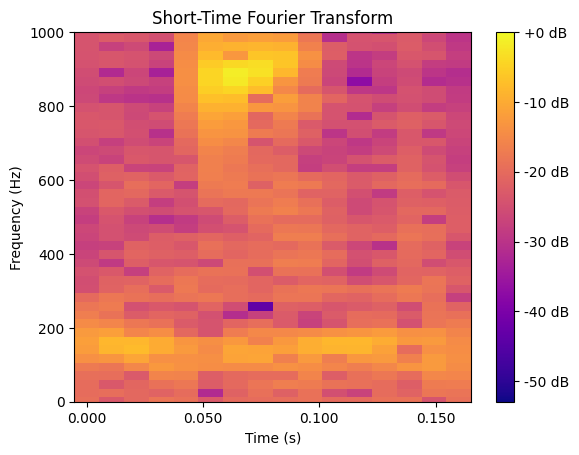 Short-Time Fourier Transform
1000
800
600
400
200
0
Frequency (Hz)
0.000
0.050
0.100
0.150
Time (s)
+0 dB
-10 dB
-20 dB
-30 dB
-40 dB
-50 dB